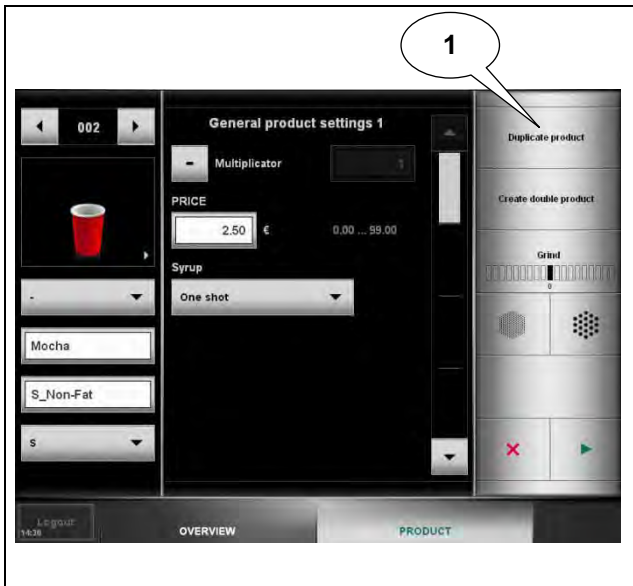 1
002
General product settings 1
Duplicate product
- Multiplicator 1
Create double product
PRICE
2.50 € 0.00 ... 99.00
Grind
0
Syrup
-
One shot
Mocha
S_Non-Fat
S
Logout
14:36
OVERVIEW
PRODUCT